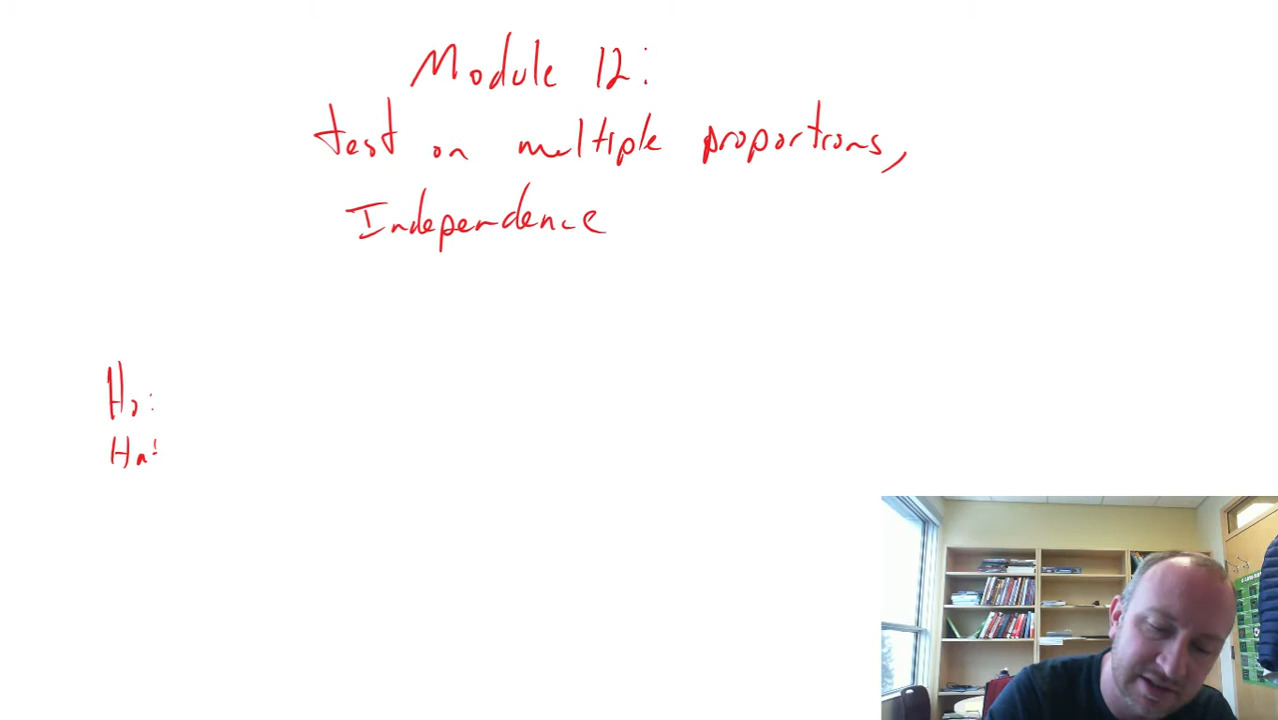 Module 12:
test on multiple proportions,
Independence
H0:
Ha: